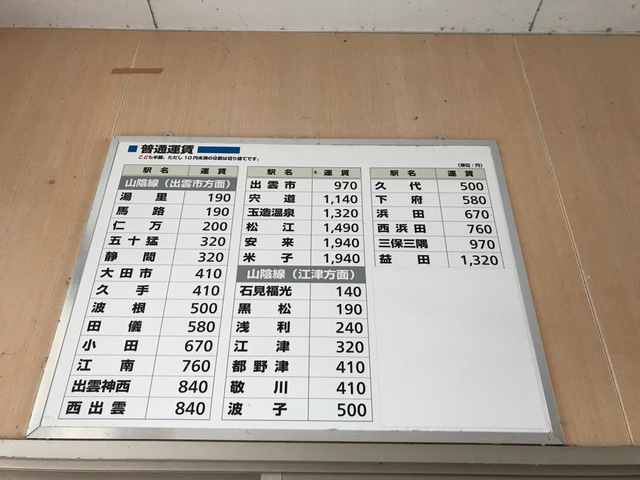 普通運賃
こども半額、ただし10円未満のは数は切り捨てです。
(単位:円)
駅名 運賃
山陰線(出雲市方面)
湯里 190
馬路 190
仁万 200
五十猛 320
静間 320
大田市 410
久手 410
波根 500
田儀 580
小田 670
江南 760
出雲神西 840
西出雲 840
駅名 運賃
出雲市 970
宍道 1,140
玉造温泉 1,320
松江 1,490
安来 1,940
米子 1,940
山陰線(江津方面)
石見福光 140
黒松 190
浅利 240
江津 320
都野津 410
敬川 410
波子 500
駅名 運賃
久代 500
下府 580
浜田 670
西浜田 760
三保三隅 970
益田 1,320